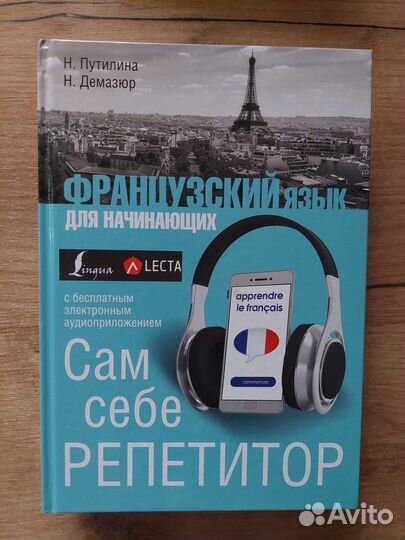 Н. Путилина
Н. Демазюр
ФРАНЦУЗСКИЙ ЯЗЫК
ДЛЯ НАЧИНАЮЩИХ
Lingua LECTA
с бесплатным
электронным
аудиоприложением
apprendre
le français
commencer
Сам
себе
РЕПЕТИТОР
Avito